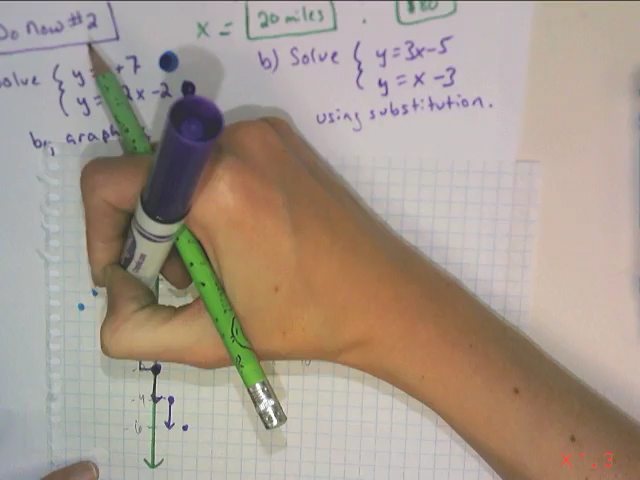 Do Now #2
x = 20 miles . $80
Solve { y = +7
{ y = 2x - 2
by graph
b) Solve { y = 3x - 5
{ y = x - 3
using substitution.
-4
-6